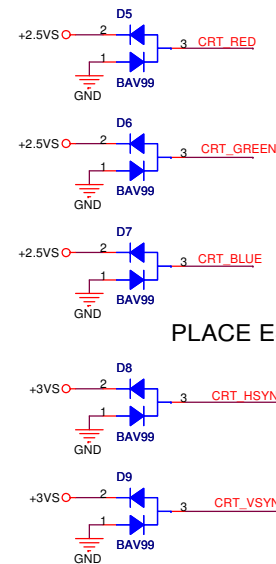 D5
+2.5VS 2 3 CRT_RED
1
BAV99
GND
D6
+2.5VS 2 3 CRT_GREEN
1
BAV99
GND
D7
+2.5VS 2 3 CRT_BLUE
1
BAV99
GND
PLACE E
D8
+3VS 2 3 CRT_HSYN
1
BAV99
GND
D9
+3VS 2 3 CRT_VSYN
1
BAV99
GND